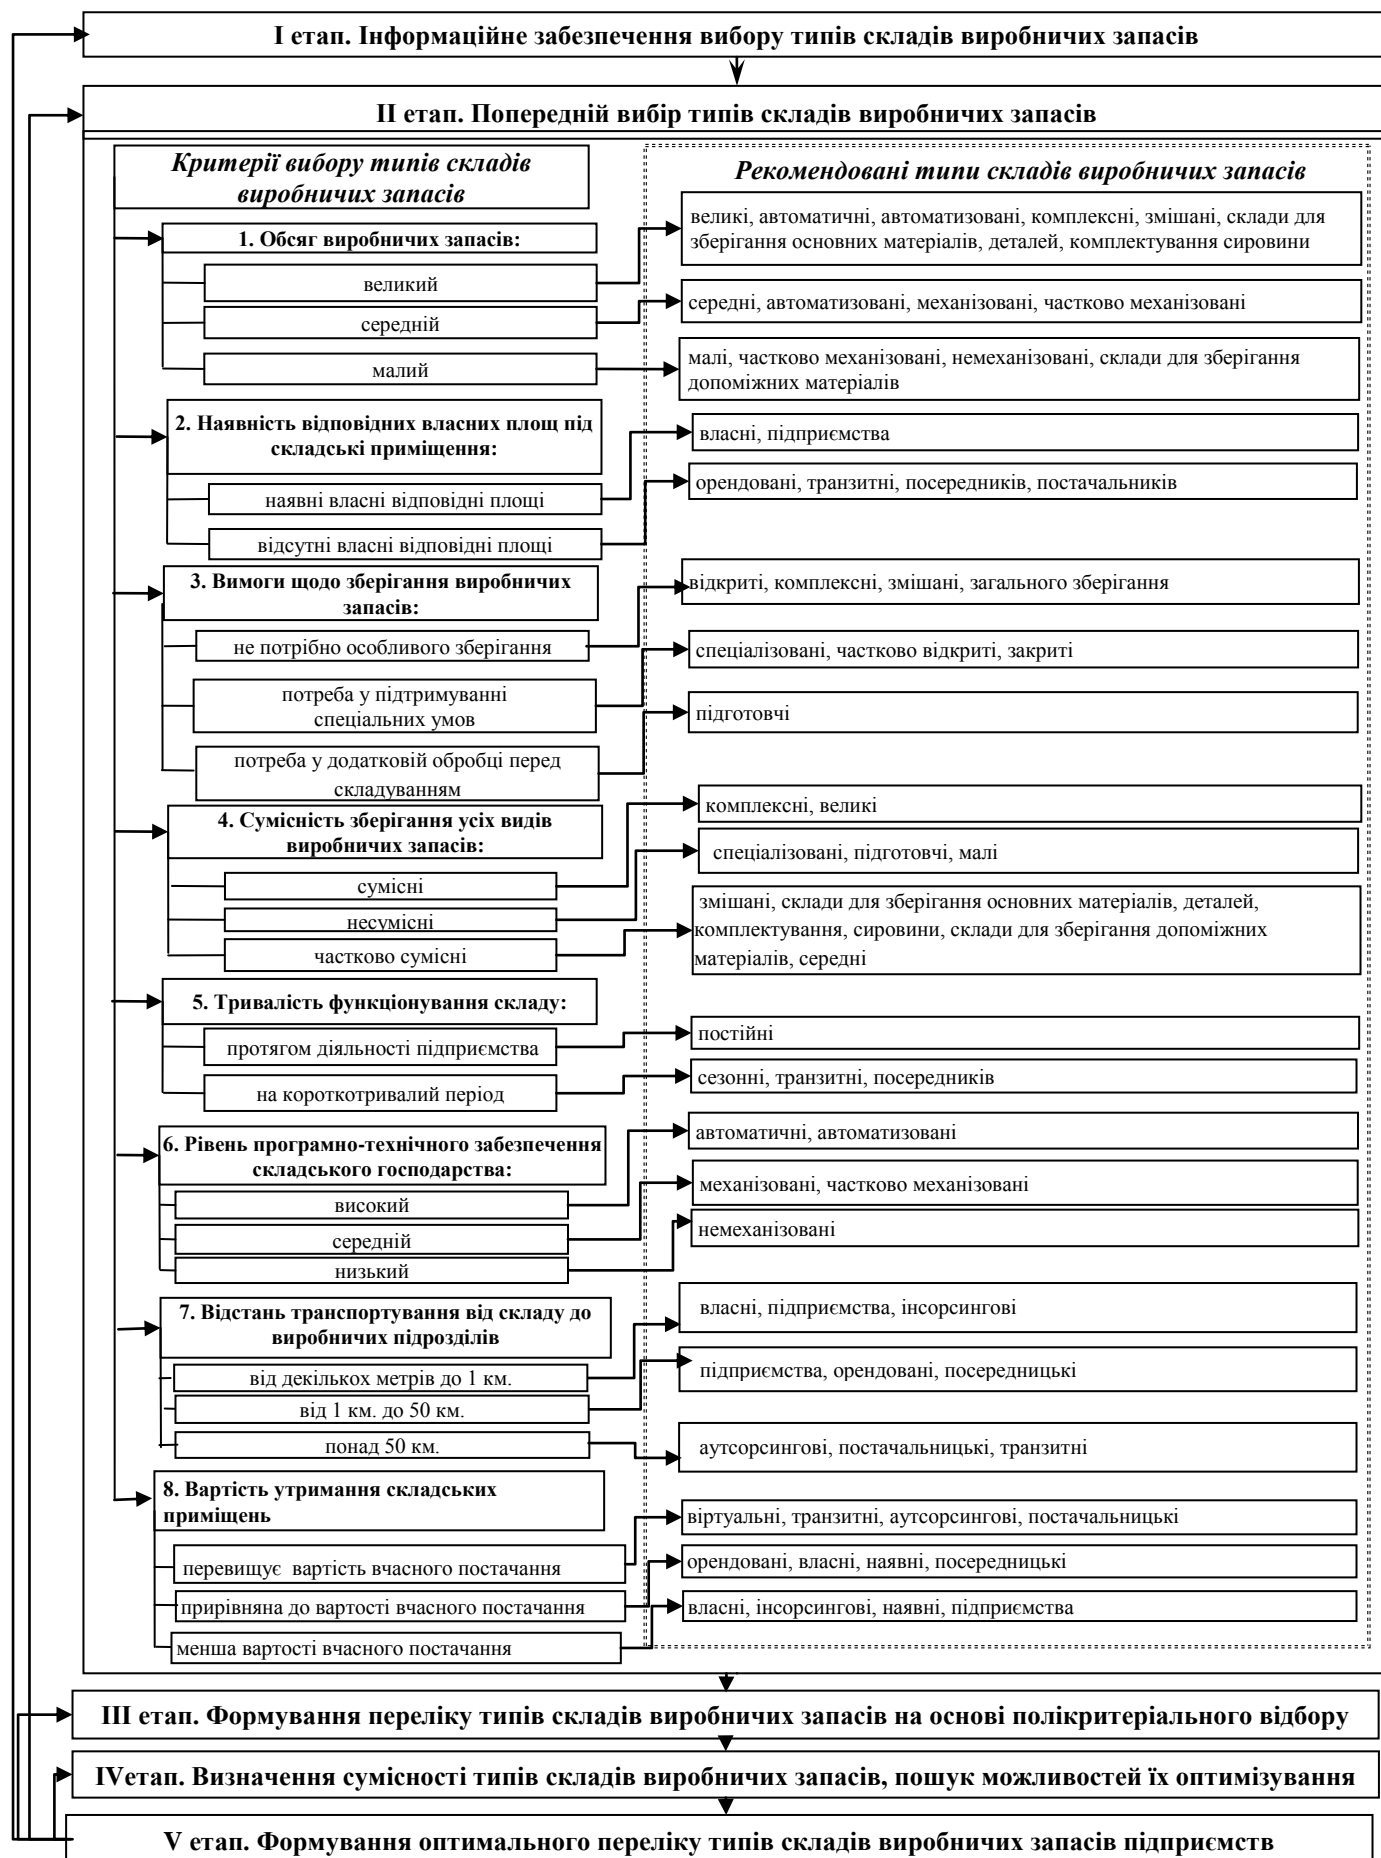 I етап. Інформаційне забезпечення вибору типів складів виробничих запасів
II етап. Попередній вибір типів складів виробничих запасів
Критерії вибору типів складів
виробничих запасів
Рекомендовані типи складів виробничих запасів
1. Обсяг виробничих запасів:
великий
великі, автоматичні, автоматизовані, комплексні, змішані, склади для
зберігання основних матеріалів, деталей, комплектування сировини
середній
середні, автоматизовані, механізовані, частково механізовані
малий
малі, частково механізовані, немеханізовані, склади для зберігання
допоміжних матеріалів
2. Наявність відповідних власних площ під
складські приміщення:
наявні власні відповідні площі
власні, підприємства
відсутні власні відповідні площі
орендовані, транзитні, посередників, постачальників
3. Вимоги щодо зберігання виробничих
запасів:
не потрібно особливого зберігання
відкриті, комплексні, змішані, загального зберігання
потреба у підтримуванні
спеціальних умов
спеціалізовані, частково відкриті, закриті
потреба у додатковій обробці перед
складуванням
підготовчі
4. Сумісність зберігання усіх видів
виробничих запасів:
сумісні
комплексні, великі
несумісні
спеціалізовані, підготовчі, малі
частково сумісні
змішані, склади для зберігання основних матеріалів, деталей,
комплектування, сировини, склади для зберігання допоміжних
матеріалів, середні
5. Тривалість функціонування складу:
протягом діяльності підприємства
постійні
на короткотривалий період
сезонні, транзитні, посередників
6. Рівень програмно-технічного забезпечення
складського господарства:
високий
автоматичні, автоматизовані
середній
механізовані, частково механізовані
низький
немеханізовані
7. Відстань транспортування від складу до
виробничих підрозділів
від декількох метрів до 1 км.
власні, підприємства, інсорсингові
від 1 км. до 50 км.
підприємства, орендовані, посередницькі
понад 50 км.
аутсорсингові, постачальницькі, транзитні
8. Вартість утримання складських
приміщень
перевищує вартість вчасного постачання
віртуальні, транзитні, аутсорсингові, постачальницькі
прирівняна до вартості вчасного постачання
орендовані, власні, наявні, посередницькі
менша вартості вчасного постачання
власні, інсорсингові, наявні, підприємства
III етап. Формування переліку типів складів виробничих запасів на основі полікритеріального відбору
IVетап. Визначення сумісності типів складів виробничих запасів, пошук можливостей їх оптимізування
V етап. Формування оптимального переліку типів складів виробничих запасів підприємств